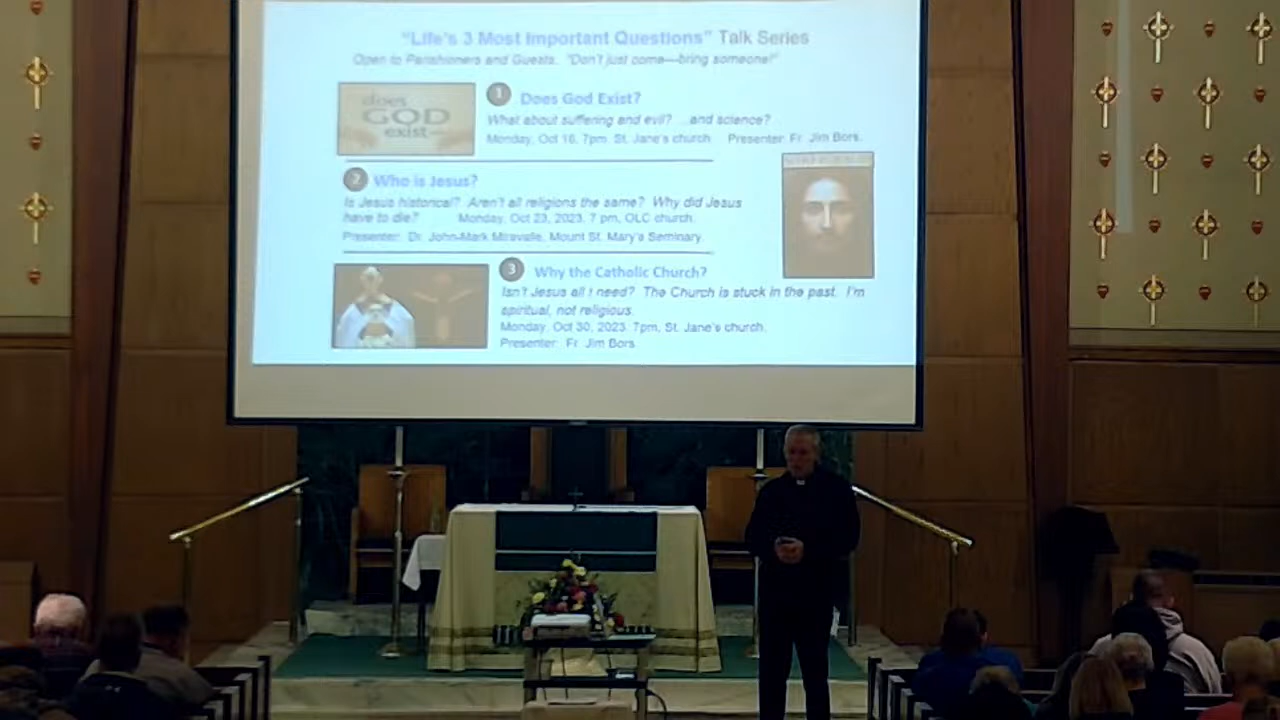 "Life's 3 Most Important Questions" Talk Series
Open to Parishioners and Guests. "Don't just come—bring someone!"
does
GOD
exist
1 Does God Exist?
What about suffering and evil? ...and science?
Monday, Oct 16, 7pm, St. Jane's church Presenter: Fr. Jim Bors.
2 Who is Jesus?
Is Jesus historical? Aren't all religions the same? Why did Jesus
have to die? Monday, Oct 23, 2023, 7 pm, OLC church.
Presenter: Dr. John-Mark Miravalle, Mount St. Mary's Seminary.
3 Why the Catholic Church?
Isn't Jesus all I need? The Church is stuck in the past. I'm
spiritual, not religious.
Monday, Oct 30, 2023, 7pm, St. Jane's church.
Presenter: Fr. Jim Bors